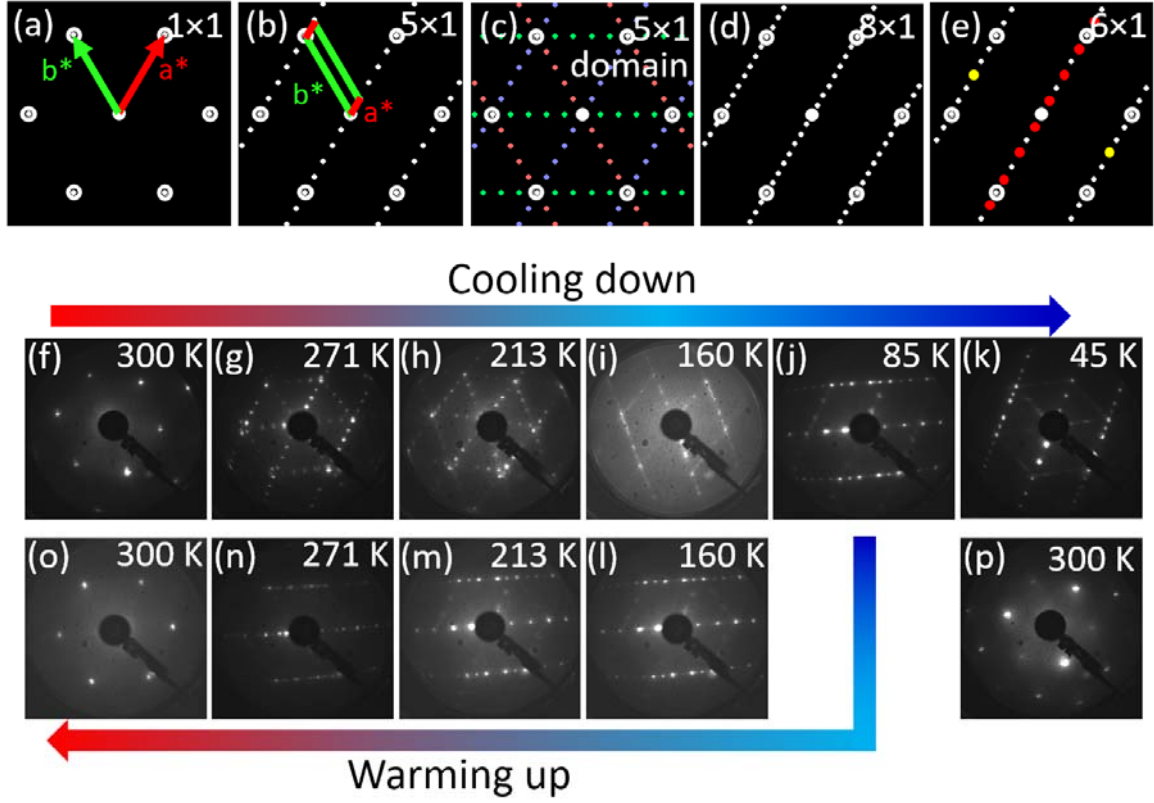 (a) 1×1
b* a*
(b) 5×1
b* a*
(c) 5×1
domain
(d) 8×1
(e) 6×1
Cooling down
(f) 300 K
(g) 271 K
(h) 213 K
(i) 160 K
(j) 85 K
(k) 45 K
(o) 300 K
(n) 271 K
(m) 213 K
(l) 160 K
(p) 300 K
Warming up